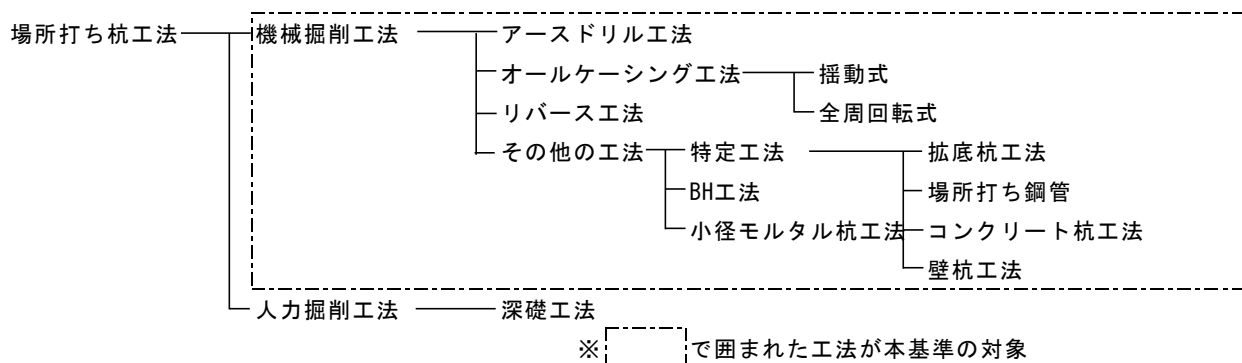 場所打ち杭工法 機械掘削工法 アースドリル工法
オールケーシング工法 揺動式
リバース工法 全周回転式
その他の工法 特定工法 拡底杭工法
BH工法 場所打ち鋼管
小径モルタル杭工法 コンクリート杭工法
壁杭工法
人力掘削工法 深礎工法
※ で囲まれた工法が本基準の対象